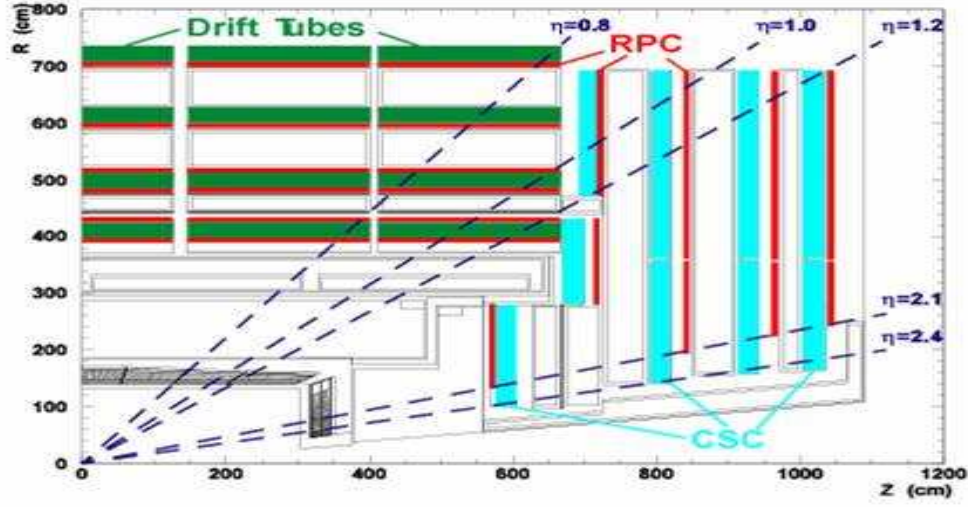 800
η=0.8
η=1.0
η=1.2
R (cm)
Drift Tubes
RPC
700
600
500
400
300
η=2.1
η=2.4
200
100
CSC
0
0
200
400
600
800
1000
1200
Z (cm)